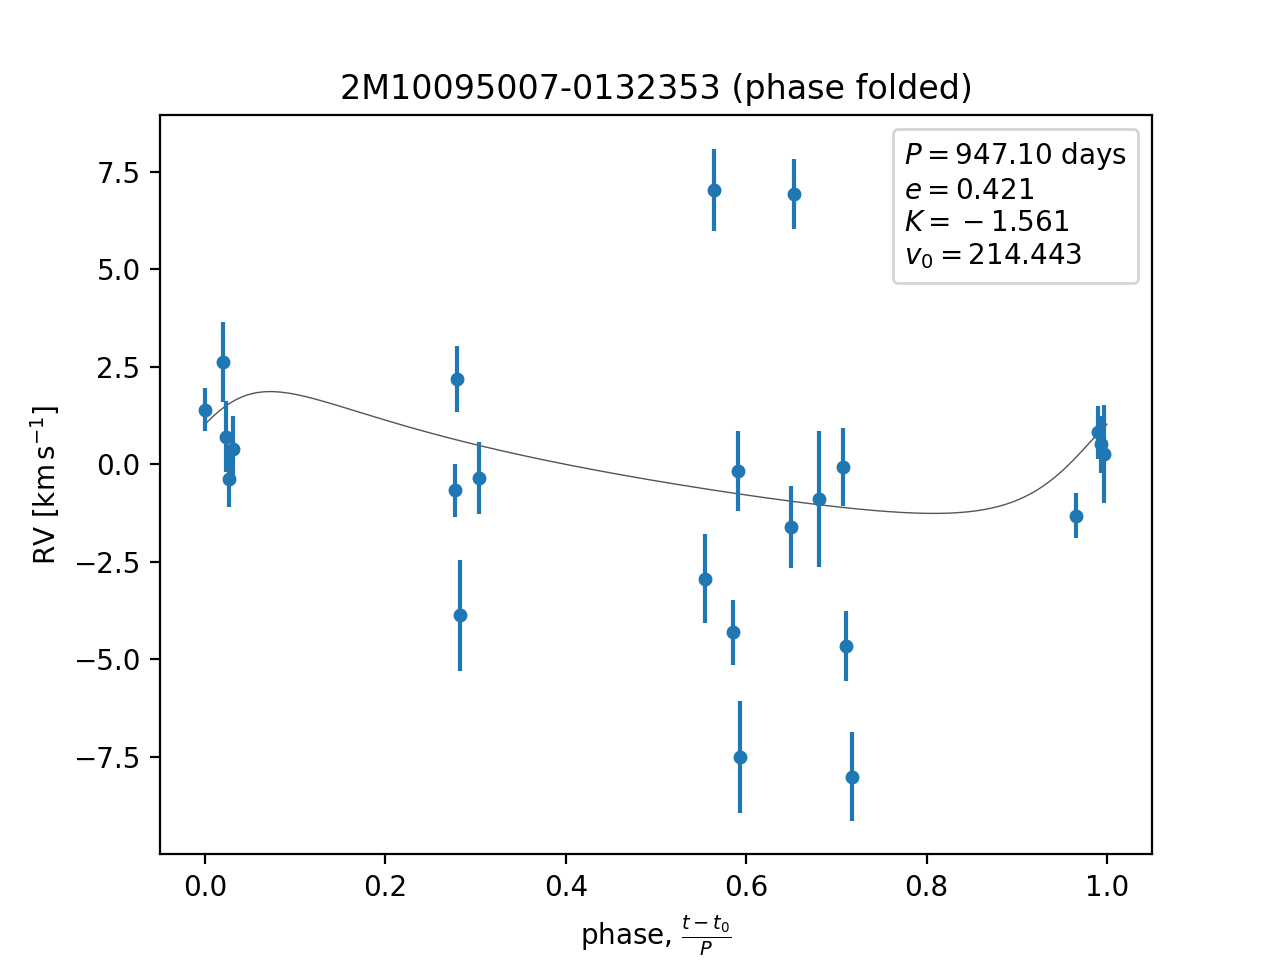 2M10095007-0132353 (phase folded)
P = 947.10 days
e = 0.421
K = −1.561
v₀ = 214.443
RV [km s⁻¹]
7.5
5.0
2.5
0.0
−2.5
−5.0
−7.5
0.0 0.2 0.4 0.6 0.8 1.0
phase, (t − t₀)/P